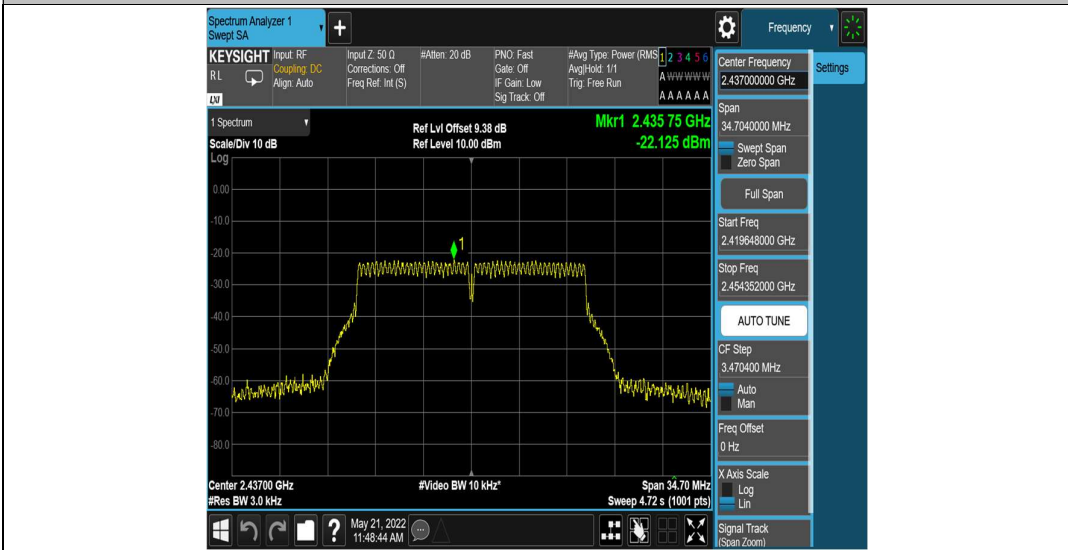 Spectrum Analyzer 1
Swept SA
+
Frequency
KEYSIGHT
RL
LXI
Input: RF
Coupling: DC
Align: Auto
Input Z: 50 Ω
Corrections: Off
Freq Ref: Int (S)
#Atten: 20 dB
PNO: Fast
Gate: Off
IF Gain: Low
Sig Track: Off
#Avg Type: Power (RMS
Avg|Hold: 1/1
Trig: Free Run
1 2 3 4 5 6
A W W W W W
A A A A A A
1 Spectrum
Scale/Div 10 dB
Log
Ref Lvl Offset 9.38 dB
Ref Level 10.00 dBm
Mkr1 2.435 75 GHz
-22.125 dBm
0.00
-10.0
-20.0
-30.0
-40.0
-50.0
-60.0
-70.0
-80.0
1
Center 2.43700 GHz
#Res BW 3.0 kHz
#Video BW 10 kHz*
Span 34.70 MHz
Sweep 4.72 s (1001 pts)
?
May 21, 2022
11:48:44 AM
Center Frequency
2.437000000 GHz
Settings
Span
34.7040000 MHz
Swept Span
Zero Span
Full Span
Start Freq
2.419648000 GHz
Stop Freq
2.454352000 GHz
AUTO TUNE
CF Step
3.470400 MHz
Auto
Man
Freq Offset
0 Hz
X Axis Scale
Log
Lin
Signal Track
(Span Zoom)